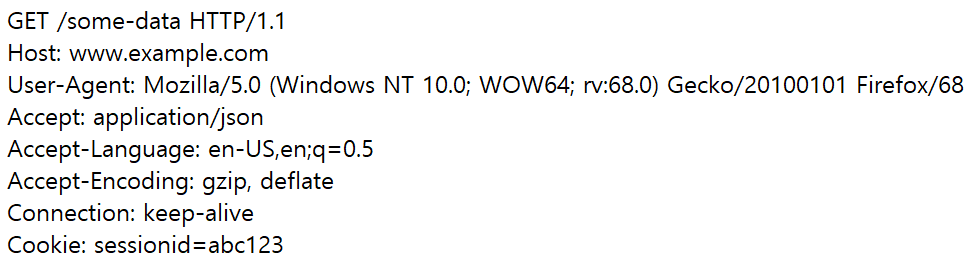 GET /some-data HTTP/1.1
Host: www.example.com
User-Agent: Mozilla/5.0 (Windows NT 10.0; WOW64; rv:68.0) Gecko/20100101 Firefox/68
Accept: application/json
Accept-Language: en-US,en;q=0.5
Accept-Encoding: gzip, deflate
Connection: keep-alive
Cookie: sessionid=abc123